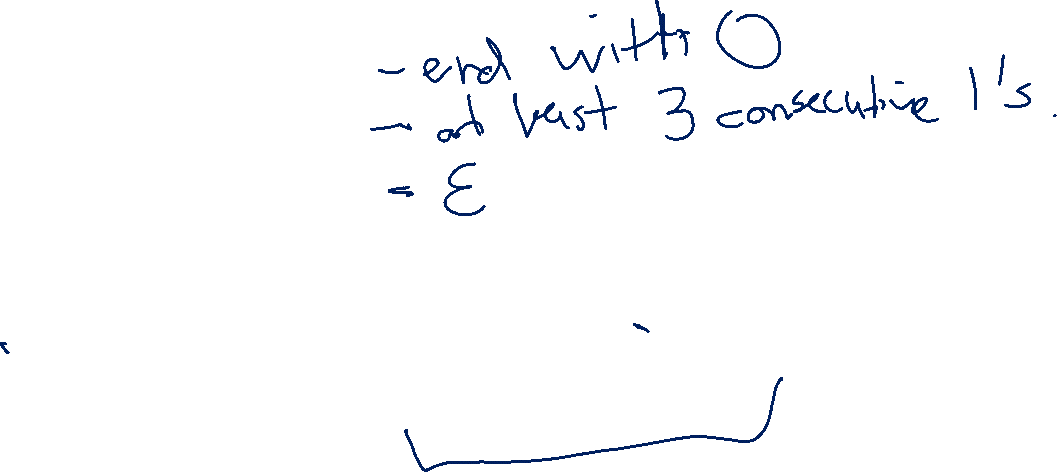 - end with 0
- at least 3 consecutive 1's.
- ε